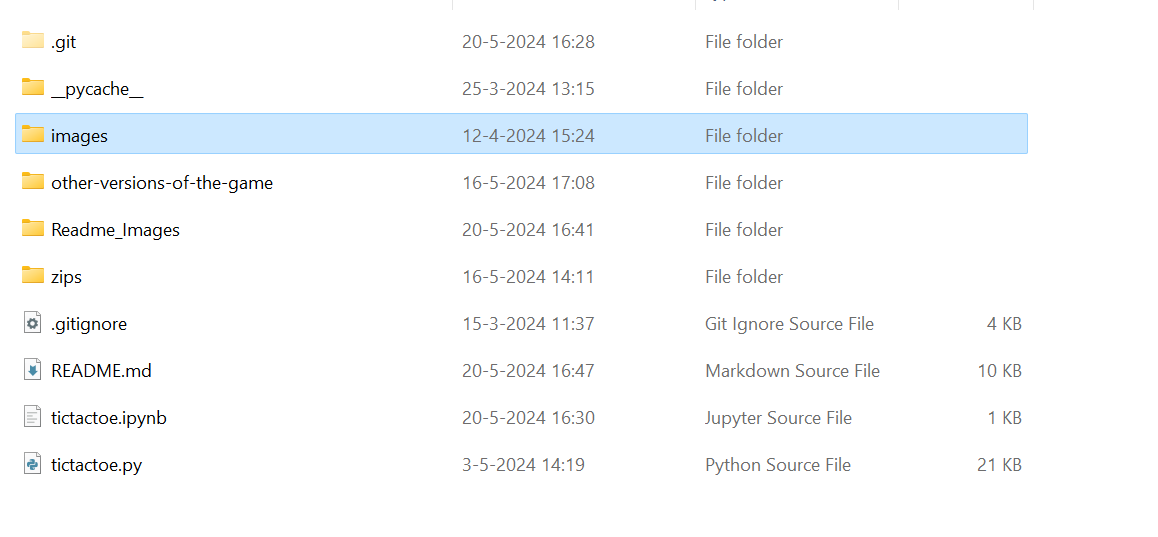 .git 20-5-2024 16:28 File folder
__pycache__ 25-3-2024 13:15 File folder
images 12-4-2024 15:24 File folder
other-versions-of-the-game 16-5-2024 17:08 File folder
Readme_Images 20-5-2024 16:41 File folder
zips 16-5-2024 14:11 File folder
.gitignore 15-3-2024 11:37 Git Ignore Source File 4 KB
README.md 20-5-2024 16:47 Markdown Source File 10 KB
tictactoe.ipynb 20-5-2024 16:30 Jupyter Source File 1 KB
tictactoe.py 3-5-2024 14:19 Python Source File 21 KB